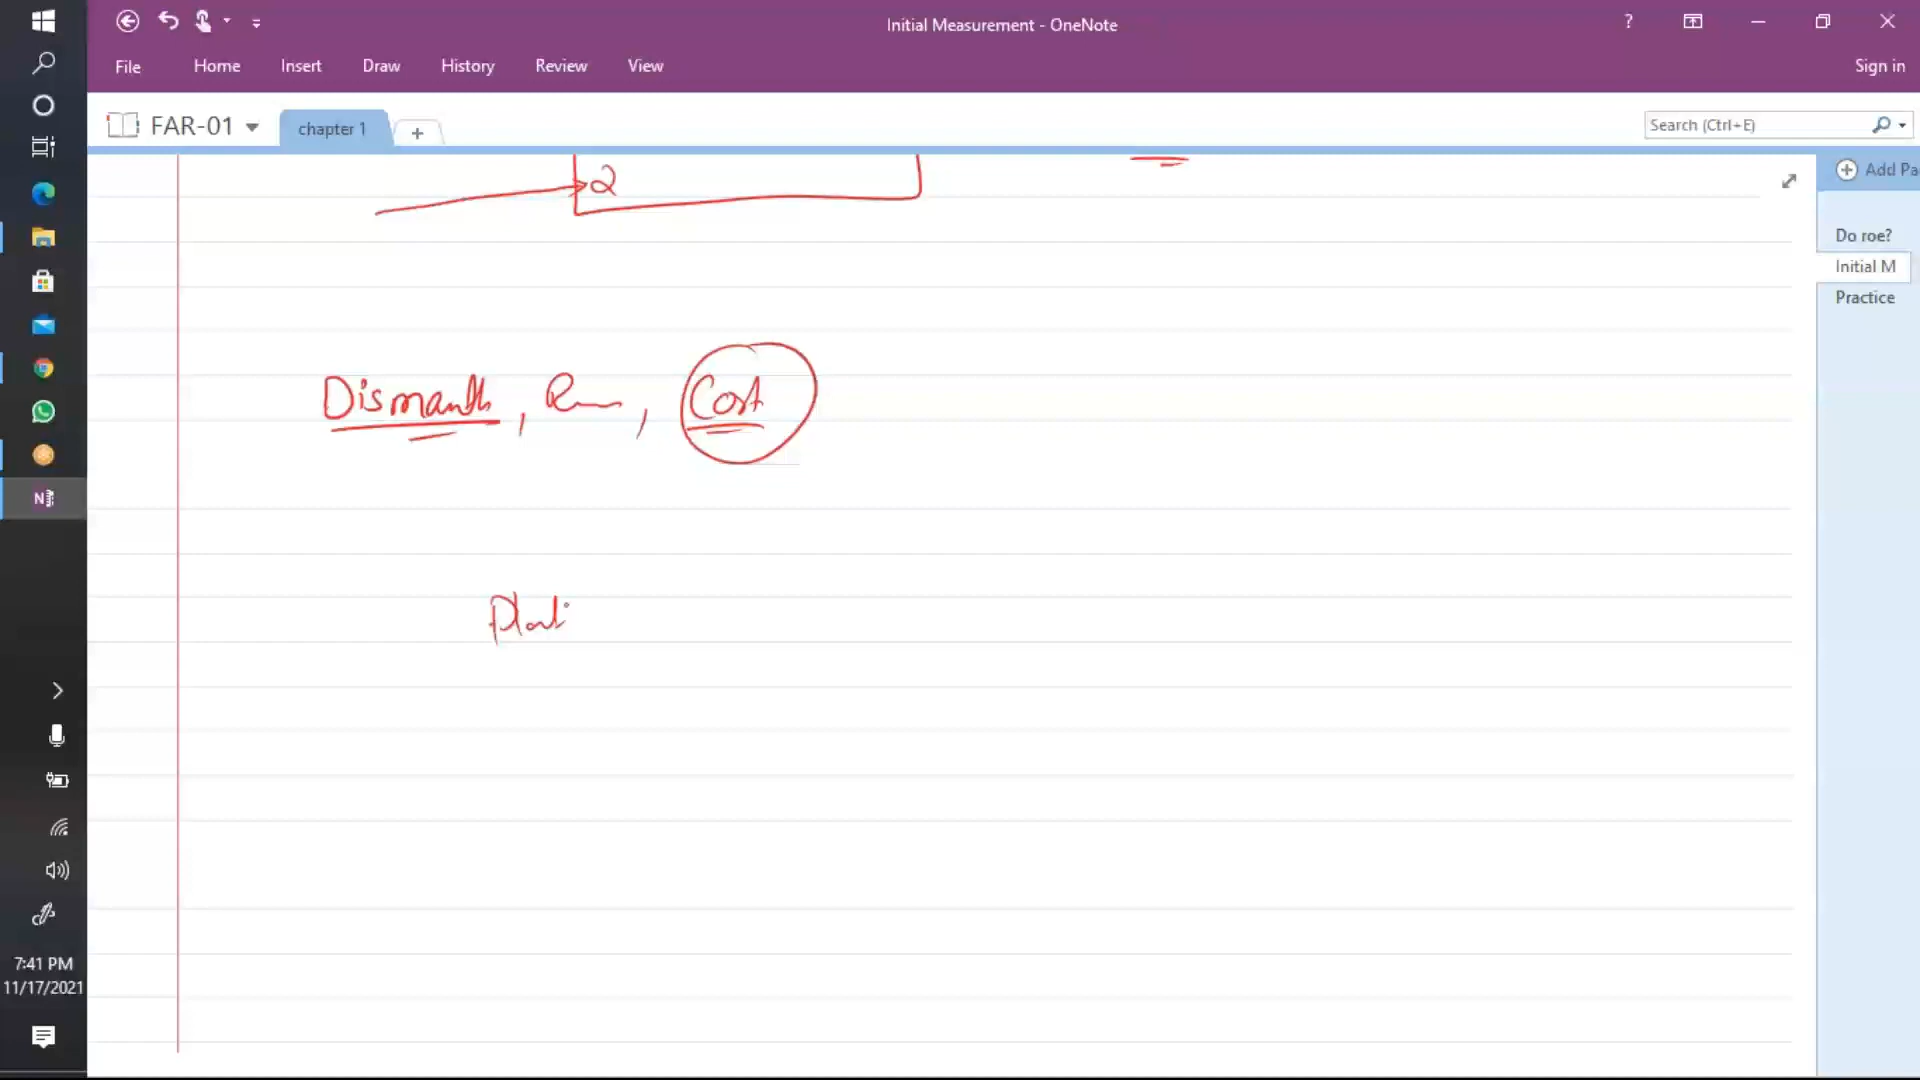 Initial Measurement - OneNote
?
File Home Insert Draw History Review View
Sign in
FAR-01
chapter 1
+
Search (Ctrl+E)
Add Pa
2
Do roe?
Initial M
Practice
Dismantle, , Cost
7:41 PM
11/17/2021